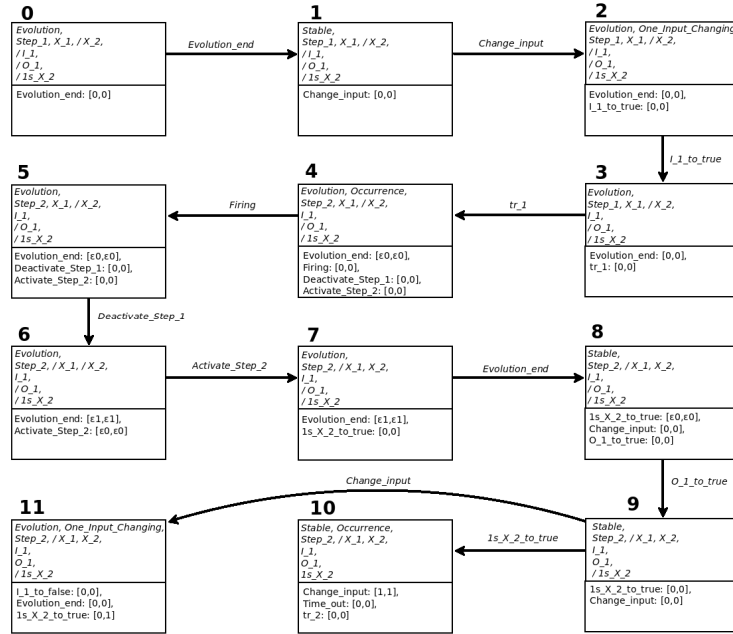 0
Evolution,
Step_1, X_1, / X_2,
/ I_1,
/ O_1,
/ 1s_X_2
Evolution_end: [0,0]
Evolution_end
1
Stable,
Step_1, X_1, / X_2,
/ I_1,
/ O_1,
/ 1s_X_2
Change_input: [0,0]
Change_input
2
Evolution, One_Input_Changing
Step_1, X_1, / X_2,
/ I_1,
/ O_1,
/ 1s_X_2
Evolution_end: [0,0],
I_1_to_true: [0,0]
I_1_to_true
5
Evolution,
Step_2, X_1, / X_2,
I_1,
/ O_1,
/ 1s_X_2
Evolution_end: [ε0,ε0],
Deactivate_Step_1: [0,0],
Activate_Step_2: [0,0]
Firing
4
Evolution, Occurrence,
Step_2, X_1, / X_2,
I_1,
/ O_1,
/ 1s_X_2
Evolution_end: [ε0,ε0],
Firing: [0,0],
Deactivate_Step_1: [0,0],
Activate_Step_2: [0,0]
tr_1
3
Evolution,
Step_1, X_1, / X_2,
I_1,
/ O_1,
/ 1s_X_2
Evolution_end: [0,0],
tr_1: [0,0]
Deactivate_Step_1
6
Evolution,
Step_2, / X_1, / X_2,
I_1,
/ O_1,
/ 1s_X_2
Evolution_end: [ε1,ε1],
Activate_Step_2: [ε0,ε0]
Activate_Step_2
7
Evolution,
Step_2, / X_1, X_2,
I_1,
/ O_1,
/ 1s_X_2
Evolution_end: [ε1,ε1],
1s_X_2_to_true: [0,0]
Evolution_end
8
Stable,
Step_2, / X_1, X_2,
I_1,
/ O_1,
/ 1s_X_2
1s_X_2_to_true: [ε0,ε0],
Change_input: [0,0],
O_1_to_true: [0,0]
O_1_to_true
Change_input
11
Evolution, One_Input_Changing,
Step_2, / X_1, X_2,
I_1,
O_1,
/ 1s_X_2
I_1_to_false: [0,0],
Evolution_end: [0,0],
1s_X_2_to_true: [0,1]
10
Stable, Occurrence,
Step_2, / X_1, X_2,
I_1,
O_1,
1s_X_2
Change_input: [1,1],
Time_out: [0,0],
tr_2: [0,0]
1s_X_2_to_true
9
Stable,
Step_2, / X_1, X_2,
I_1,
O_1,
/ 1s_X_2
1s_X_2_to_true: [0,0],
Change_input: [0,0]